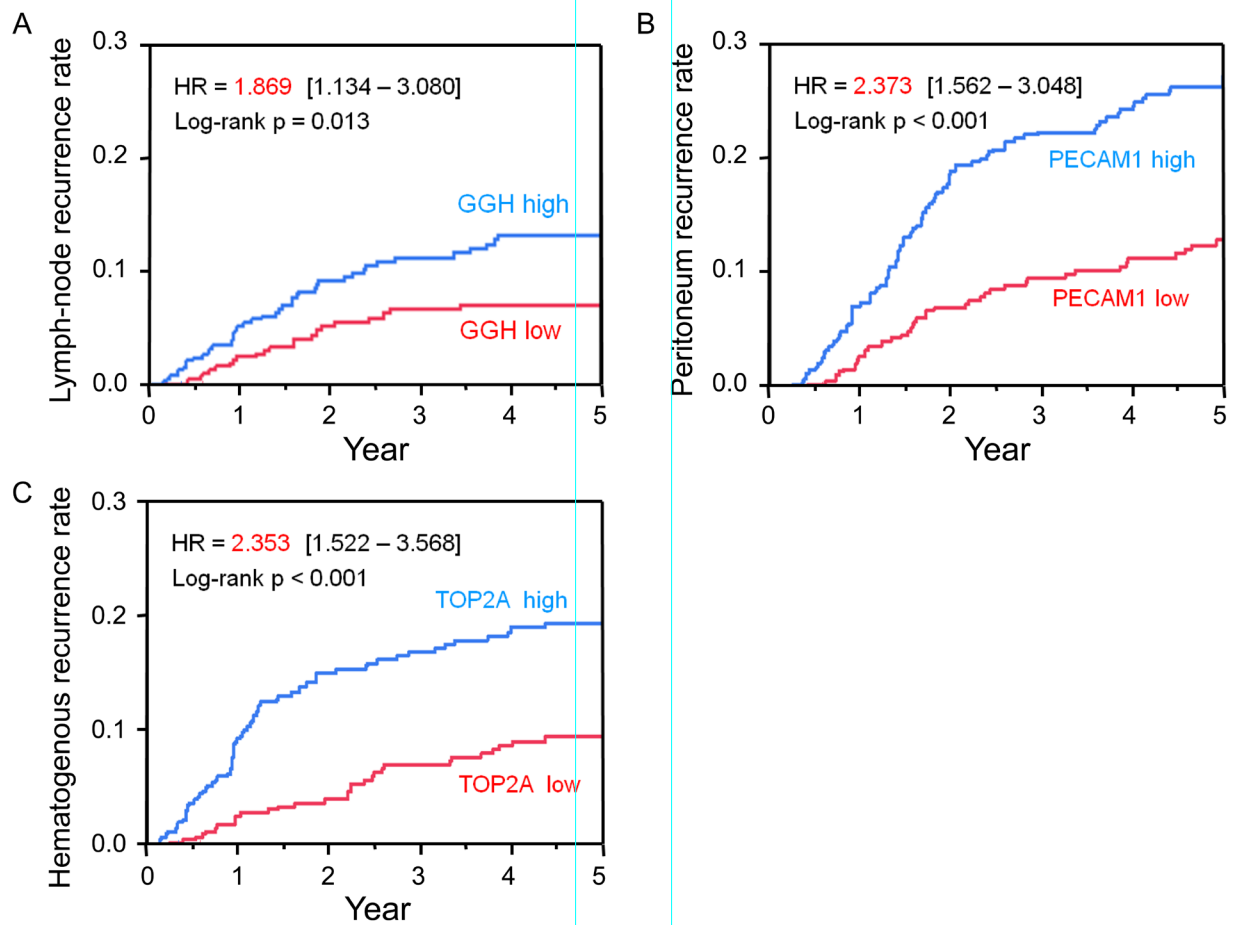 A
Lymph-node recurrence rate
0.3
0.2
0.1
0.0
HR = 1.869 [1.134 – 3.080]
Log-rank p = 0.013
GGH high
GGH low
0 1 2 3 4 5
Year
B
Peritoneum recurrence rate
0.3
0.2
0.1
0.0
HR = 2.373 [1.562 – 3.048]
Log-rank p < 0.001
PECAM1 high
PECAM1 low
0 1 2 3 4 5
Year
C
Hematogenous recurrence rate
0.3
0.2
0.1
0.0
HR = 2.353 [1.522 – 3.568]
Log-rank p < 0.001
TOP2A high
TOP2A low
0 1 2 3 4 5
Year